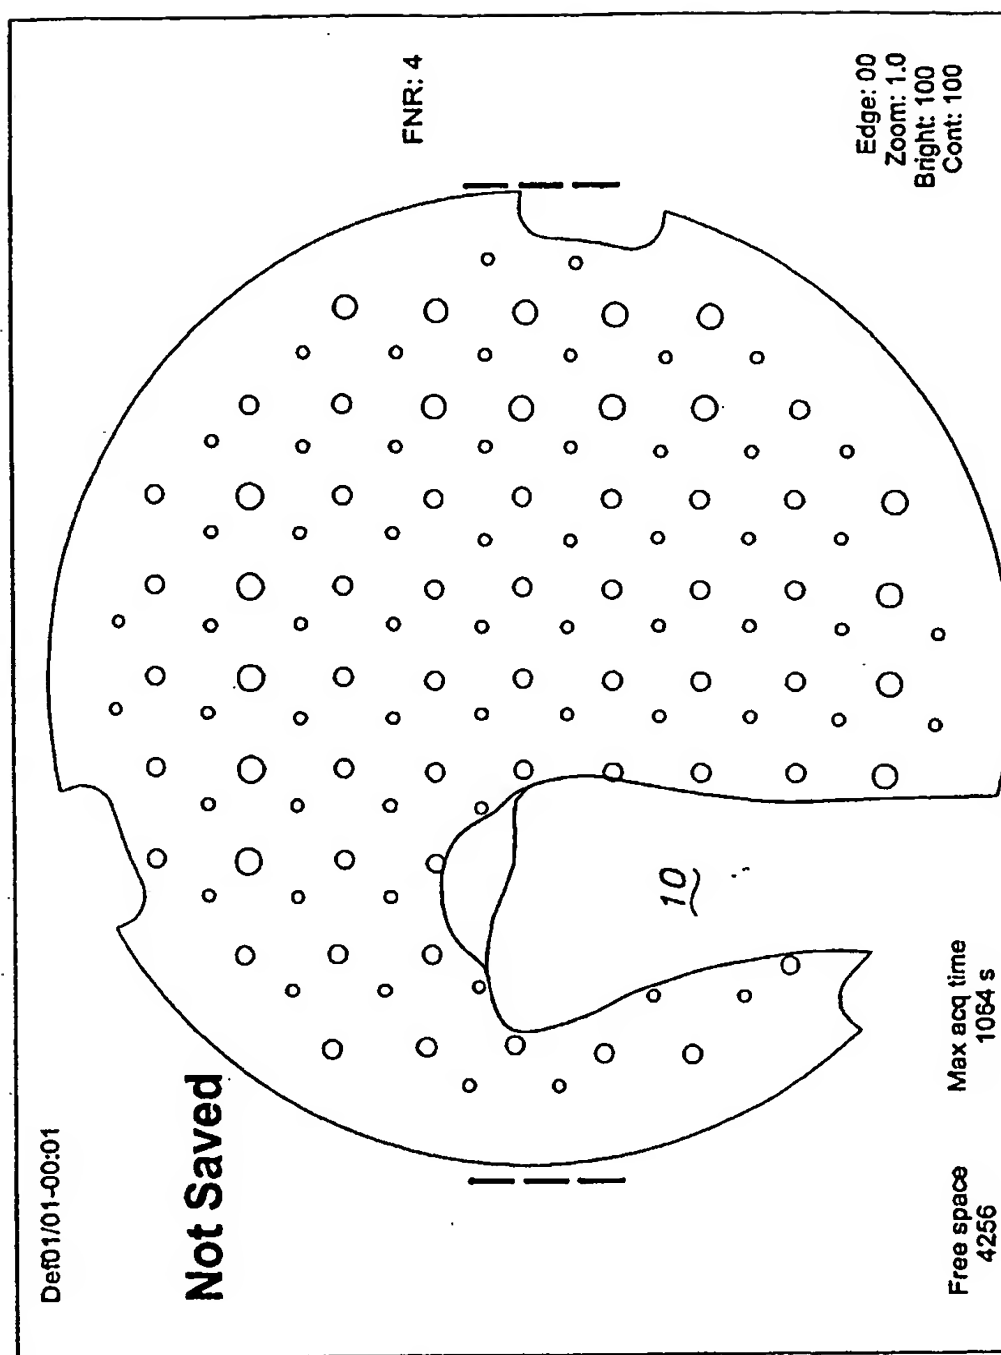 Def01/01-00:01
FNR: 4
Not Saved
10
Free space
4256
Max acq time
1064 s
Edge: 00
Zoom: 1.0
Bright: 100
Cont: 100